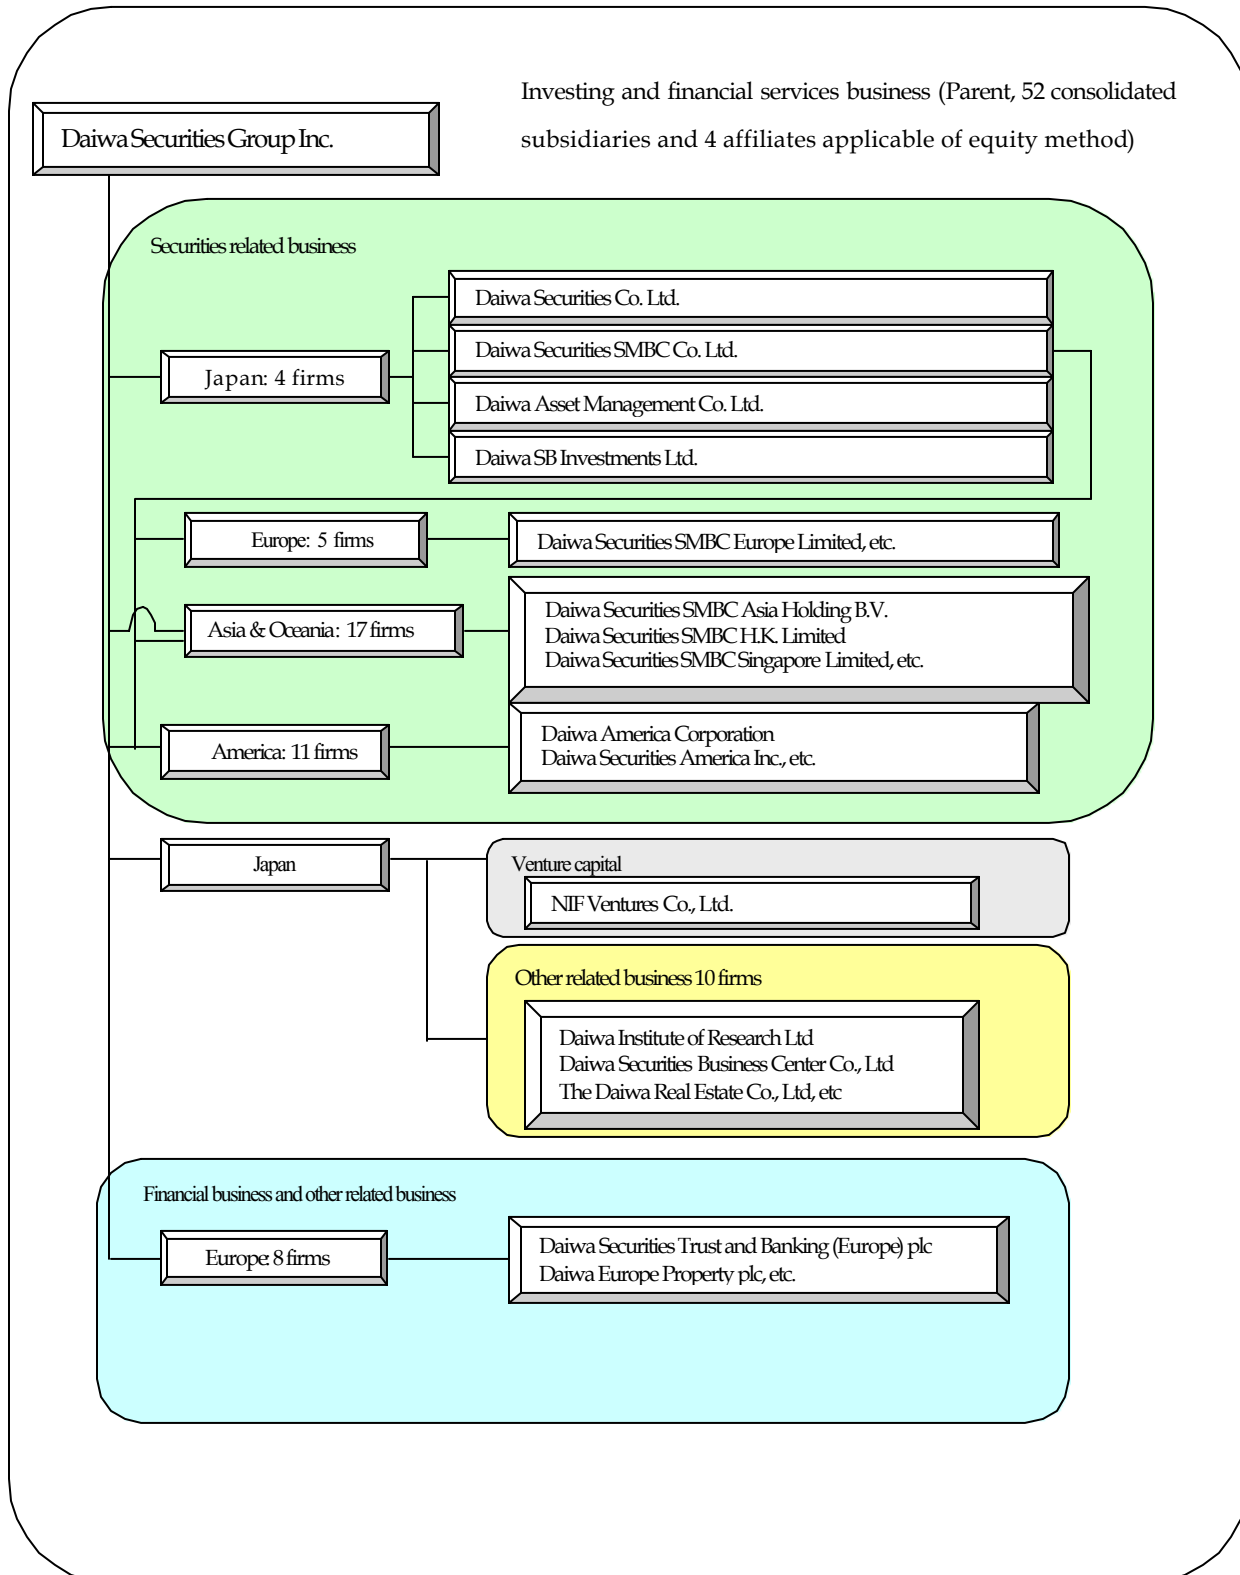 Investing and financial services business (Parent, 52 consolidated
subsidiaries and 4 affiliates applicable of equity method)
Daiwa Securities Group Inc.
Securities related business
Daiwa Securities Co. Ltd.
Daiwa Securities SMBC Co. Ltd.
Japan: 4 firms
Daiwa Asset Management Co. Ltd.
Daiwa SB Investments Ltd.
Europe: 5 firms
Daiwa Securities SMBC Europe Limited, etc.
Asia & Oceania: 17 firms
Daiwa Securities SMBC Asia Holding B.V.
Daiwa Securities SMBC H.K. Limited
Daiwa Securities SMBC Singapore Limited, etc.
America: 11 firms
Daiwa America Corporation
Daiwa Securities America Inc., etc.
Japan
Venture capital
NIF Ventures Co., Ltd.
Other related business 10 firms
Daiwa Institute of Research Ltd
Daiwa Securities Business Center Co., Ltd
The Daiwa Real Estate Co., Ltd, etc
Financial business and other related business
Europe: 8 firms
Daiwa Securities Trust and Banking (Europe) plc
Daiwa Europe Property plc, etc.